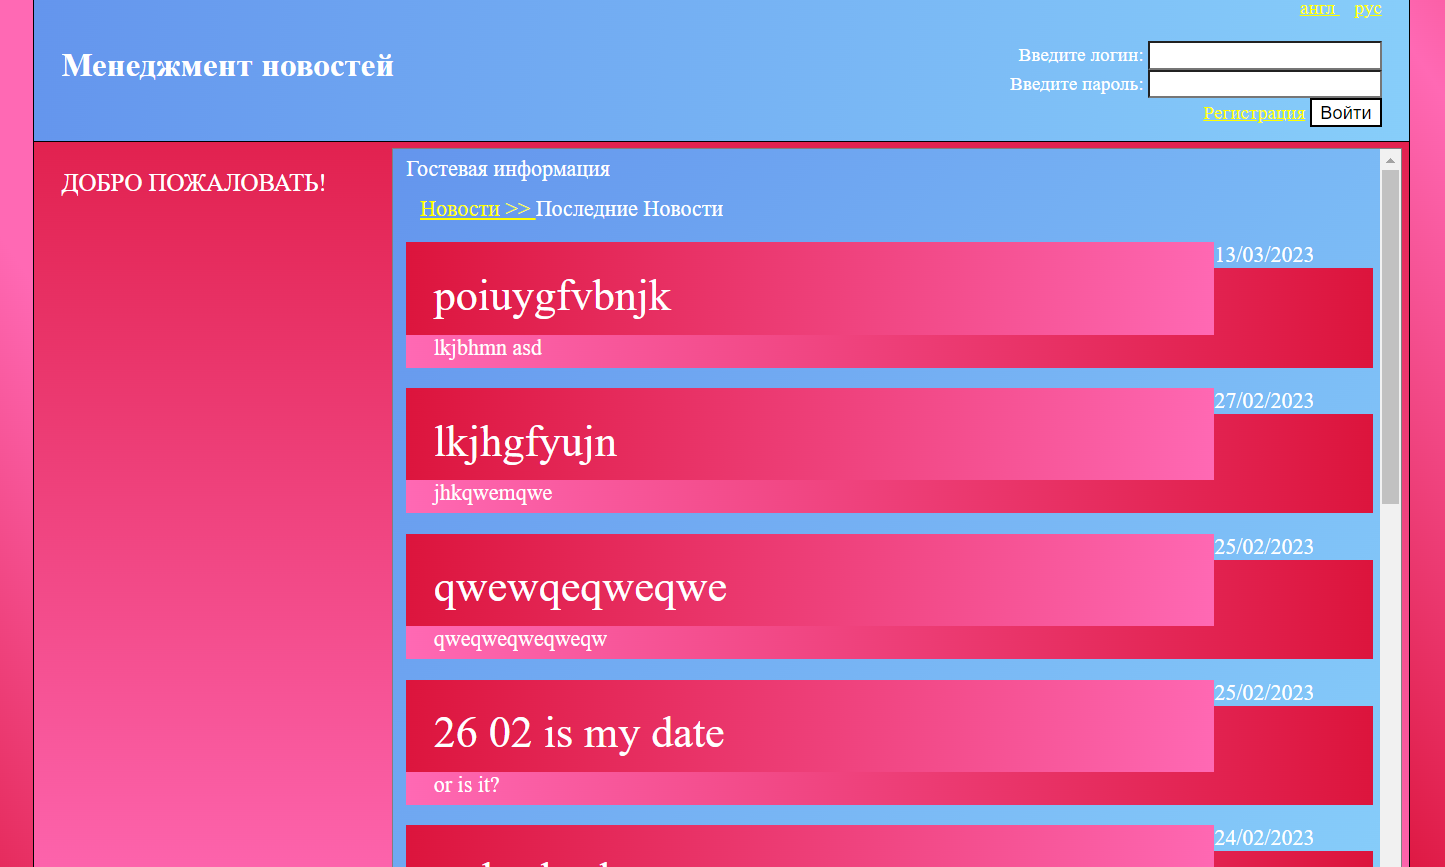 англ рус
Менеджмент новостей
Введите логин:
Введите пароль:
Регистрация Войти
ДОБРО ПОЖАЛОВАТЬ!
Гостевая информация
Новости >> Последние Новости
13/03/2023
poiuygfvbnjk
lkjbhmn asd
27/02/2023
lkjhgfyujn
jhkqwemqwe
25/02/2023
qwewqeqweqwe
qweqweqweqweqw
25/02/2023
26 02 is my date
or is it?
24/02/2023